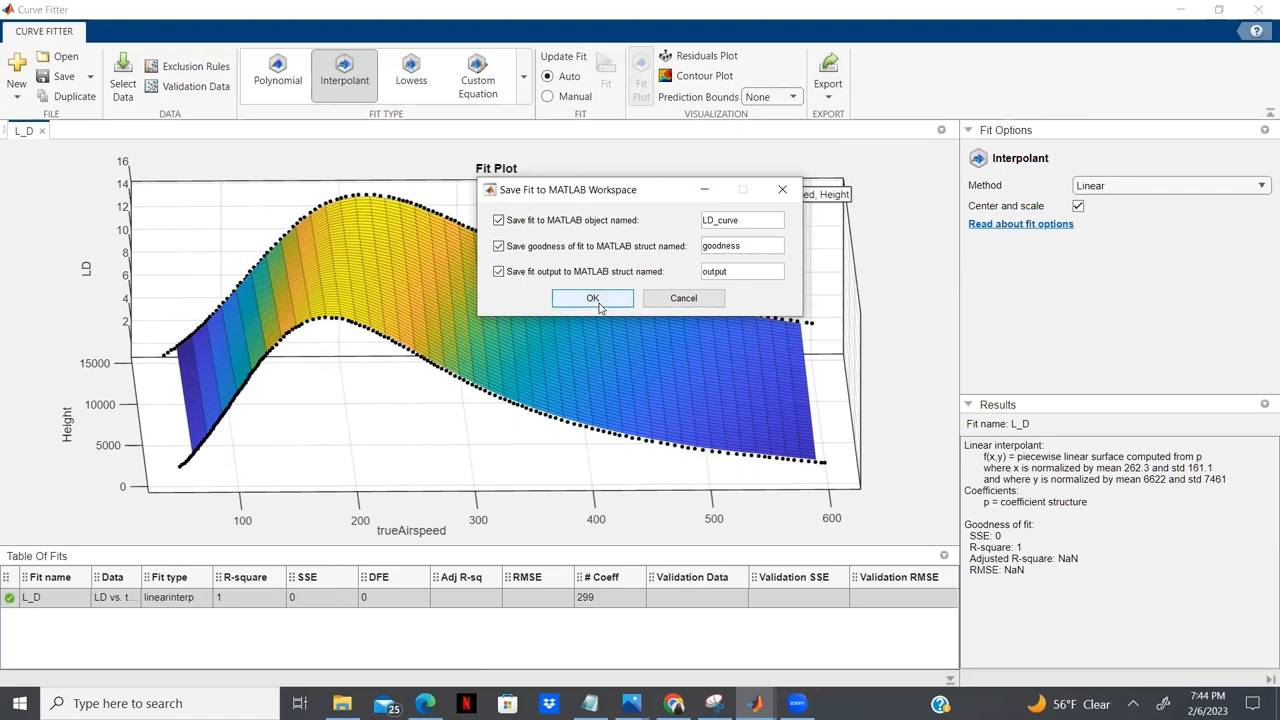 Curve Fitter
CURVE FITTER
New
Open
Save
Duplicate
FILE
Select
Data
Exclusion Rules
Validation Data
DATA
Polynomial
Interpolant
Lowess
Custom
Equation
FIT TYPE
Update Fit
Auto
Manual
Fit
FIT
Fit
Plot
Residuals Plot
Contour Plot
Prediction Bounds None
VISUALIZATION
Export
EXPORT
L_D
Fit Plot
ed, Height
16
14
12
10
8
6
4
2
LD
15000
10000
5000
0
Height
100
200
300
400
500
600
trueAirspeed
Save Fit to MATLAB Workspace
Save fit to MATLAB object named: LD_curve
Save goodness of fit to MATLAB struct named: goodness
Save fit output to MATLAB struct named: output
OK
Cancel
Fit Options
Interpolant
Method Linear
Center and scale
Read about fit options
Results
Fit name: L_D
Linear interpolant:
f(x,y) = piecewise linear surface computed from p
where x is normalized by mean 262.3 and std 161.1
and where y is normalized by mean 6622 and std 7461
Coefficients:
p = coefficient structure
Goodness of fit:
SSE: 0
R-square: 1
Adjusted R-square: NaN
RMSE: NaN
Table Of Fits
Fit name Data Fit type R-square SSE DFE Adj R-sq RMSE # Coeff Validation Data Validation SSE Validation RMSE
L_D LD vs. t... linearinterp 1 0 0 299
Type here to search
25
N
zoom
56°F Clear
7:44 PM
2/6/2023